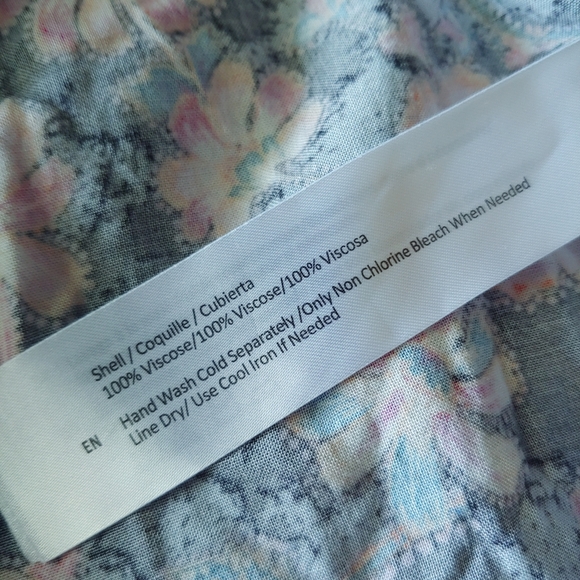 Shell / Coquille / Cubierta
100% Viscose/100% Viscose/100% Viscosa
EN
Hand Wash Cold Separately /Only Non Chlorine Bleach When Needed
Line Dry/ Use Cool Iron If Needed